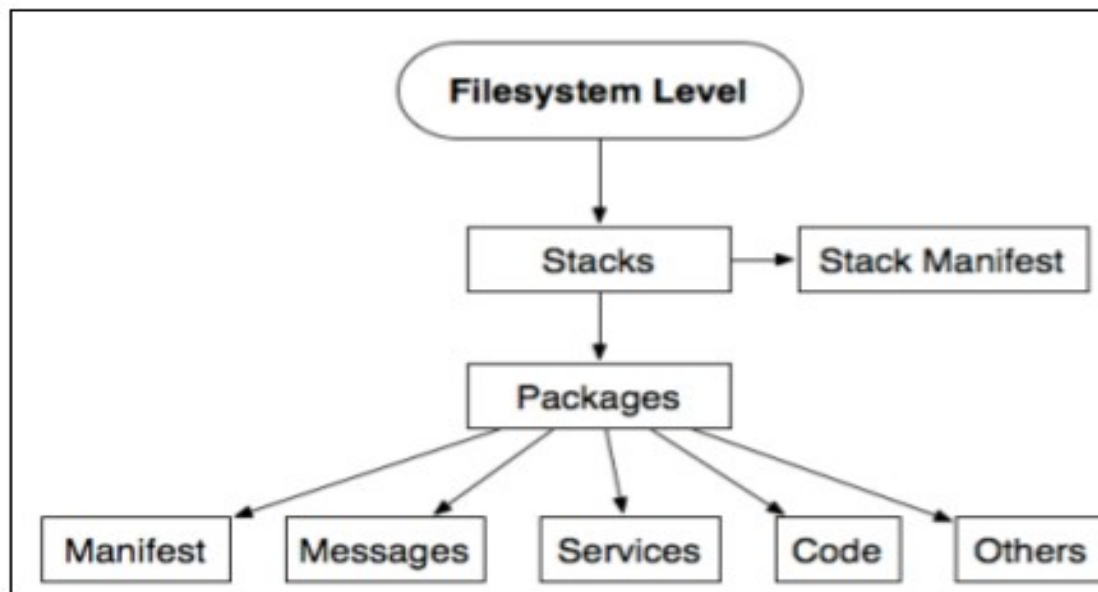 Filesystem Level
Stacks
Stack Manifest
Packages
Manifest
Messages
Services
Code
Others